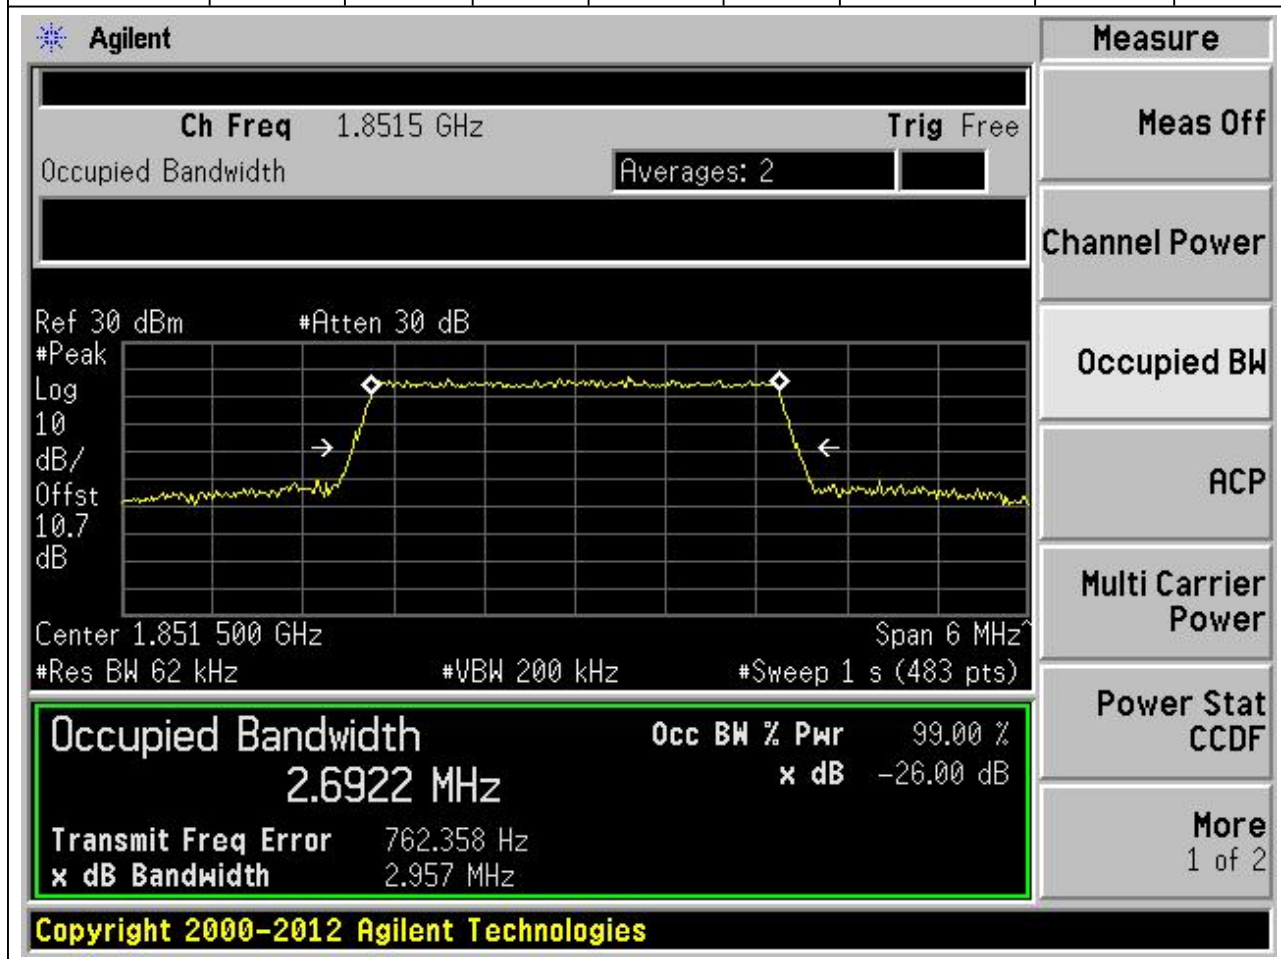 Agilent
Measure
Ch Freq 1.8515 GHz Trig Free
Occupied Bandwidth Averages: 2
Meas Off
Channel Power
Occupied BW
ACP
Multi Carrier
Power
Power Stat
CCDF
More
1 of 2
Ref 30 dBm #Atten 30 dB
#Peak
Log
10
dB/
Offst
10.7
dB
Center 1.851 500 GHz Span 6 MHz^
#Res BW 62 kHz #VBW 200 kHz #Sweep 1 s (483 pts)
Occupied Bandwidth Occ BW % Pwr 99.00 %
2.6922 MHz x dB -26.00 dB
Transmit Freq Error 762.358 Hz
x dB Bandwidth 2.957 MHz
Copyright 2000-2012 Agilent Technologies